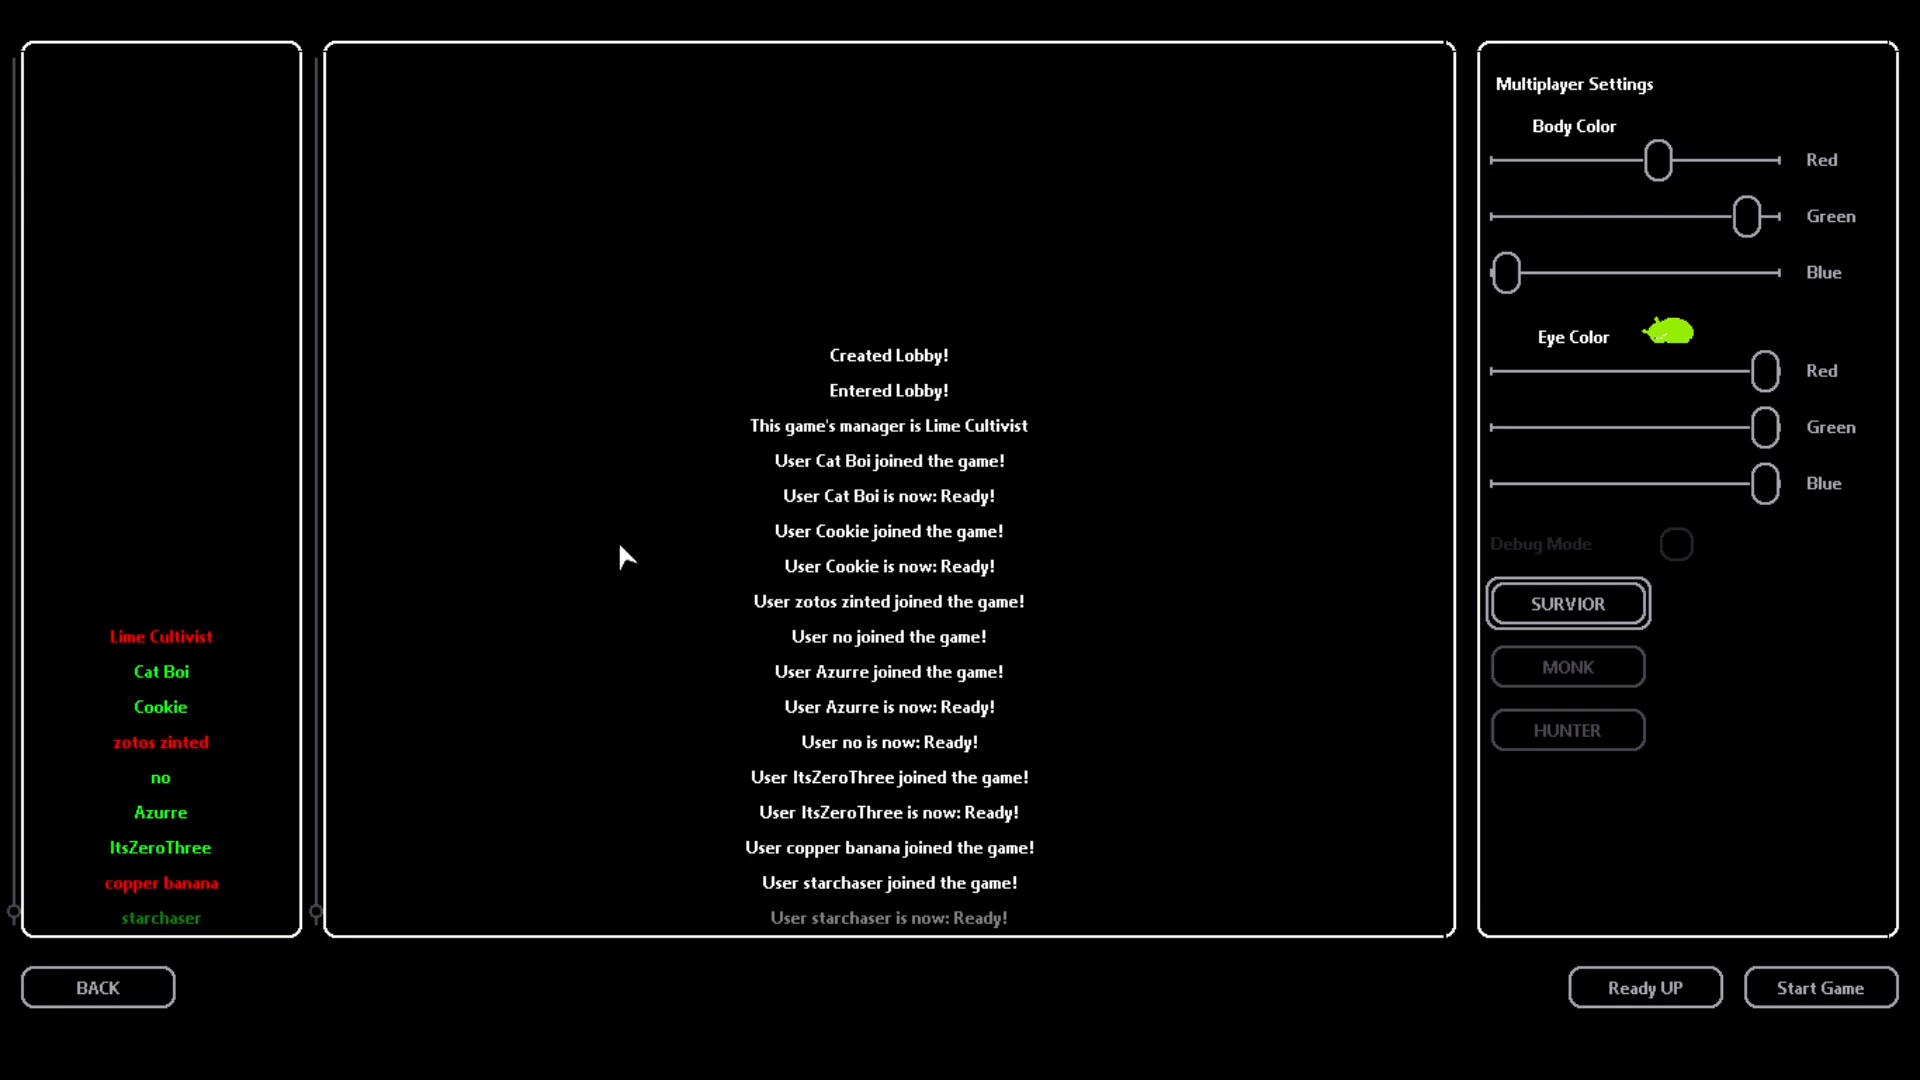 Lime Cultivist
Cat Boi
Cookie
zotos zinted
no
Azurre
ItsZeroThree
copper banana
starchaser
Created Lobby!
Entered Lobby!
This game's manager is Lime Cultivist
User Cat Boi joined the game!
User Cat Boi is now: Ready!
User Cookie joined the game!
User Cookie is now: Ready!
User zotos zinted joined the game!
User no joined the game!
User Azurre joined the game!
User Azurre is now: Ready!
User no is now: Ready!
User ItsZeroThree joined the game!
User ItsZeroThree is now: Ready!
User copper banana joined the game!
User starchaser joined the game!
User starchaser is now: Ready!
Multiplayer Settings
Body Color
Red
Green
Blue
Eye Color
Red
Green
Blue
Debug Mode
SURVIOR
MONK
HUNTER
BACK
Ready UP
Start Game